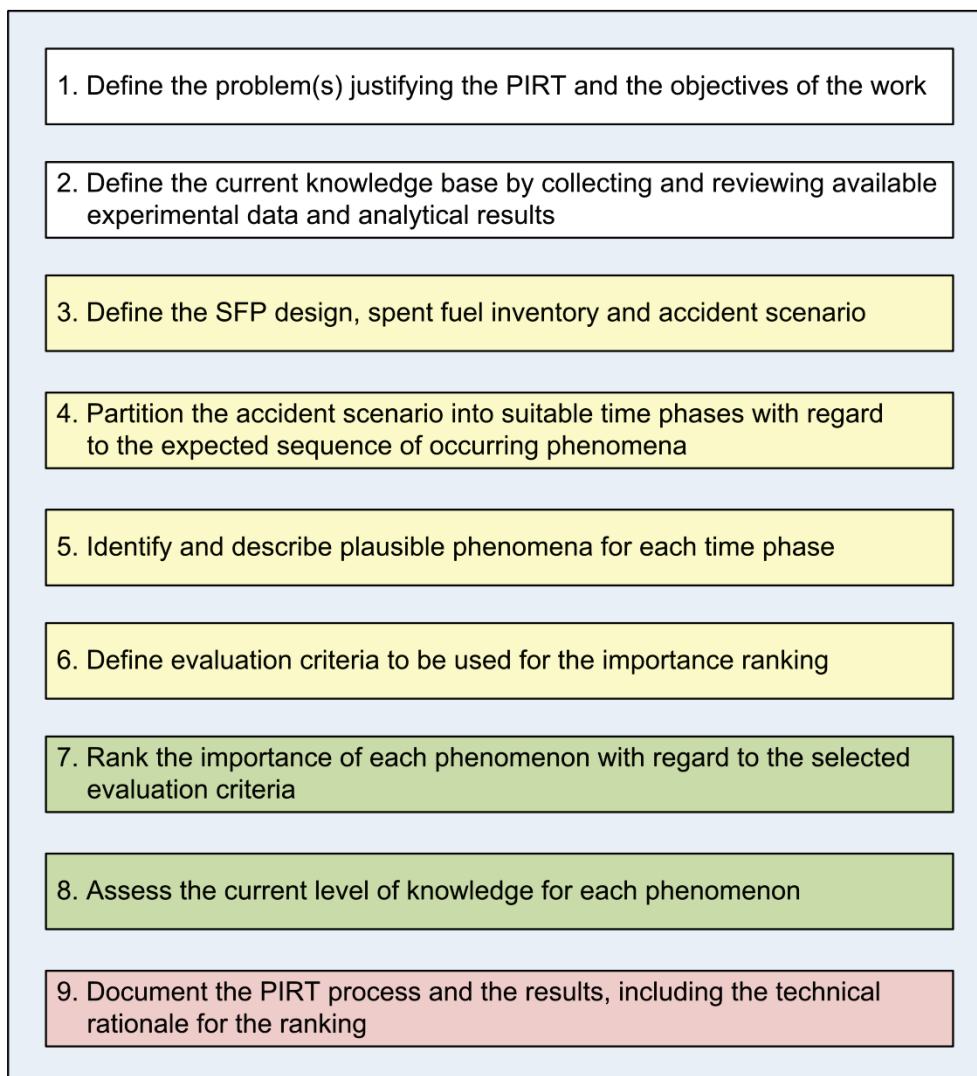 1. Define the problem(s) justifying the PIRT and the objectives of the work
2. Define the current knowledge base by collecting and reviewing available
experimental data and analytical results
3. Define the SFP design, spent fuel inventory and accident scenario
4. Partition the accident scenario into suitable time phases with regard
to the expected sequence of occurring phenomena
5. Identify and describe plausible phenomena for each time phase
6. Define evaluation criteria to be used for the importance ranking
7. Rank the importance of each phenomenon with regard to the selected
evaluation criteria
8. Assess the current level of knowledge for each phenomenon
9. Document the PIRT process and the results, including the technical
rationale for the ranking